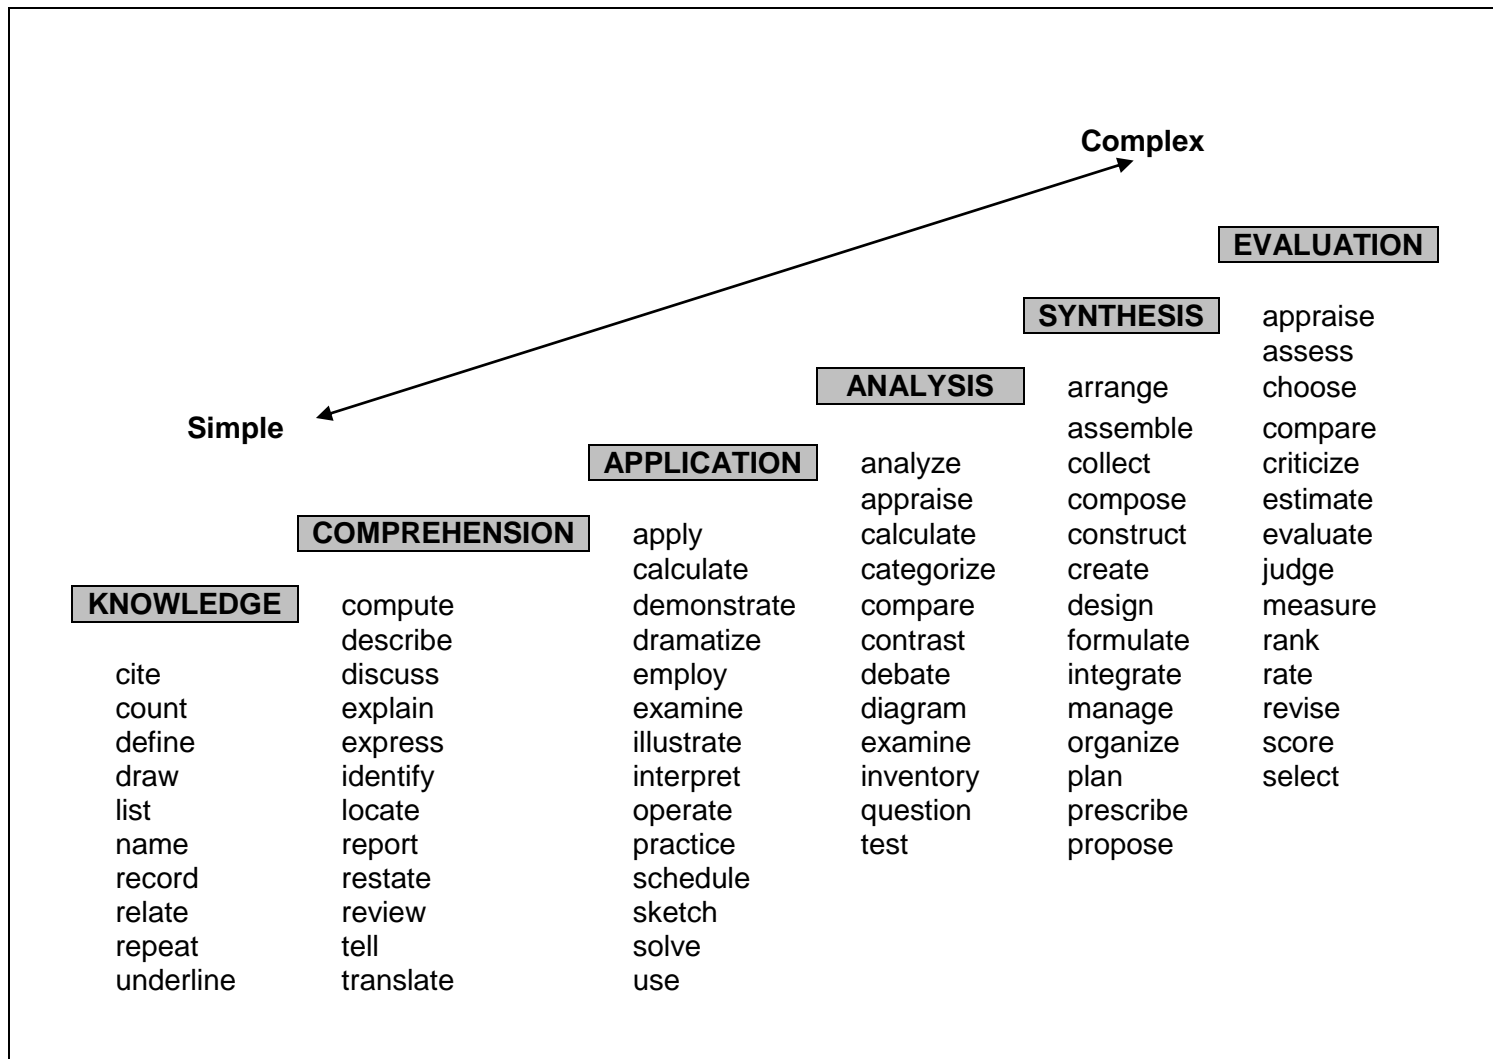 Complex
Simple
KNOWLEDGE
cite
count
define
draw
list
name
record
relate
repeat
underline
COMPREHENSION
compute
describe
discuss
explain
express
identify
locate
report
restate
review
tell
translate
APPLICATION
apply
calculate
demonstrate
dramatize
employ
examine
illustrate
interpret
operate
practice
schedule
sketch
solve
use
ANALYSIS
analyze
appraise
calculate
categorize
compare
contrast
debate
diagram
examine
inventory
question
test
SYNTHESIS
arrange
assemble
collect
compose
construct
create
design
formulate
integrate
manage
organize
plan
prescribe
propose
EVALUATION
appraise
assess
choose
compare
criticize
estimate
evaluate
judge
measure
rank
rate
revise
score
select